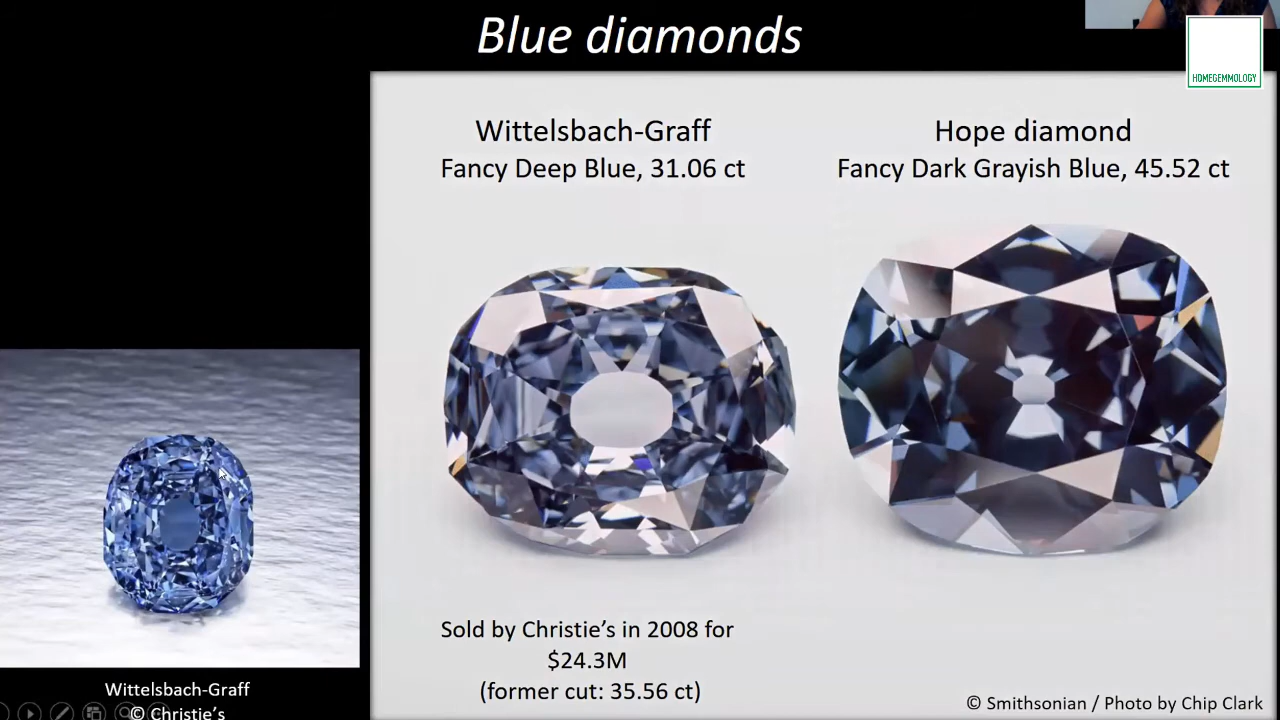 Blue diamonds
HOMEGEMMOLOGY
Wittelsbach-Graff
Fancy Deep Blue, 31.06 ct
Hope diamond
Fancy Dark Grayish Blue, 45.52 ct
Sold by Christie’s in 2008 for
$24.3M
(former cut: 35.56 ct)
© Smithsonian / Photo by Chip Clark
Wittelsbach-Graff
© Christie’s